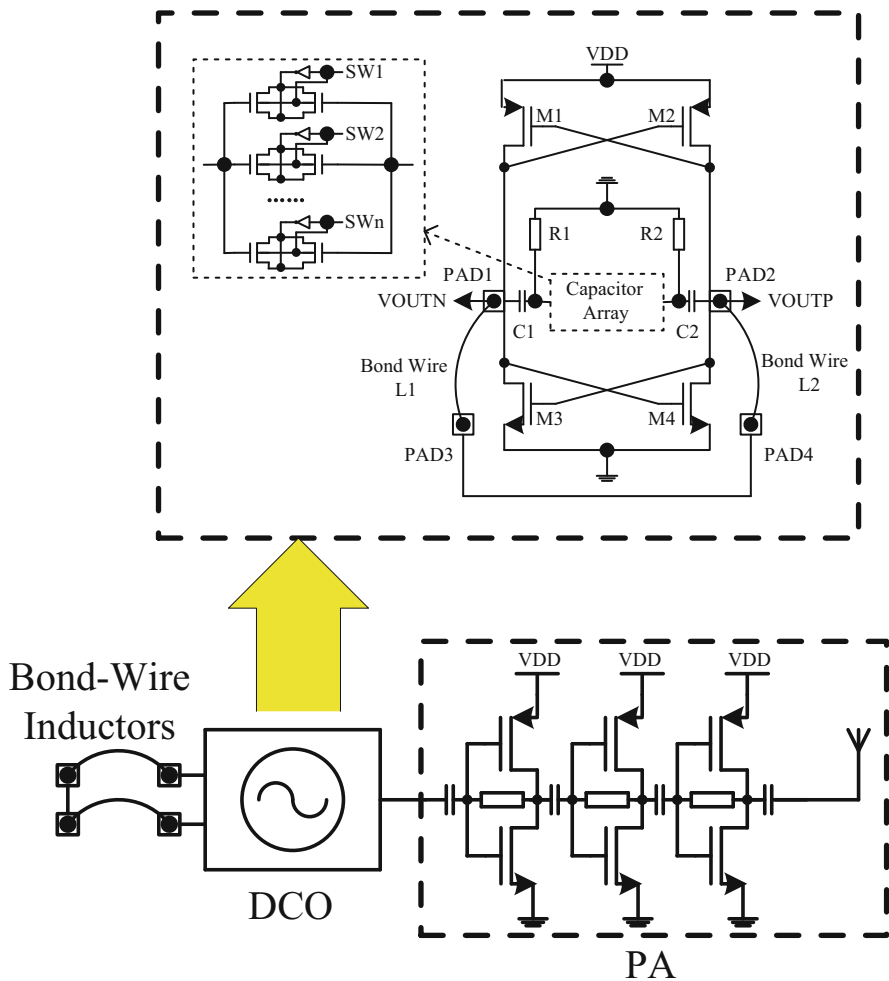 SW1
SW2
......
SWn
VDD
M1
M2
R1
R2
PAD1
PAD2
VOUTN
Capacitor
Array
VOUTP
C1
C2
Bond Wire
L1
Bond Wire
L2
M3
M4
PAD3
PAD4
Bond-Wire
Inductors
DCO
VDD
VDD
VDD
PA